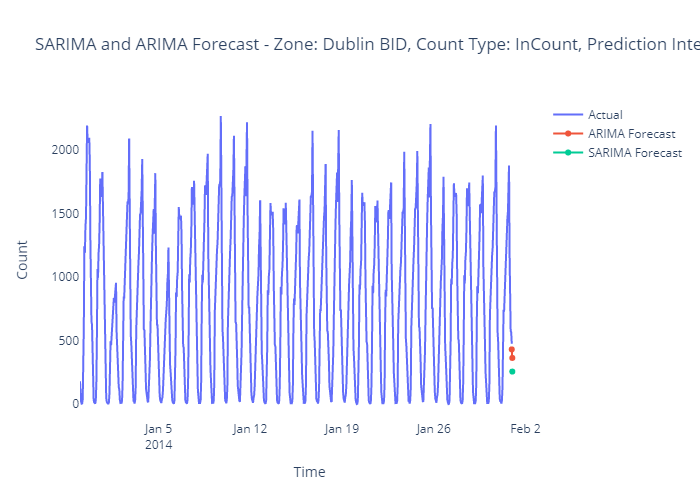 SARIMA and ARIMA Forecast - Zone: Dublin BID, Count Type: InCount, Prediction Inte
Actual
ARIMA Forecast
SARIMA Forecast
2000
1500
1000
500
0
Count
Jan 5
2014
Jan 12
Jan 19
Jan 26
Feb 2
Time